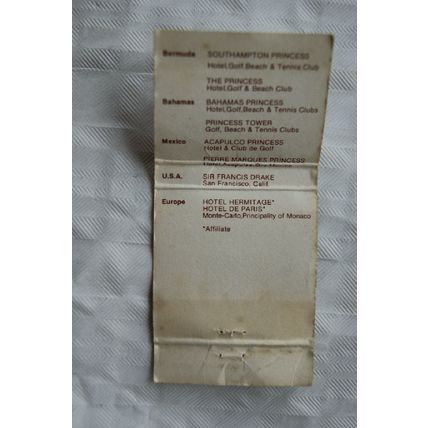 Bermuda SOUTHAMPTON PRINCESS
Hotel, Golf, Beach & Tennis Club
THE PRINCESS
Hotel, Golf & Beach Club
Bahamas BAHAMAS PRINCESS
Hotel, Golf, Beach & Tennis Clubs
PRINCESS TOWER
Golf, Beach & Tennis Clubs
Mexico ACAPULCO PRINCESS
Hotel & Club de Golf
PIERRE MARQUES PRINCESS
U.S.A. SIR FRANCIS DRAKE
San Francisco, Calif.
Europe HOTEL HERMITAGE*
HOTEL DE PARIS*
Monte-Carlo, Principality of Monaco
*Affiliate